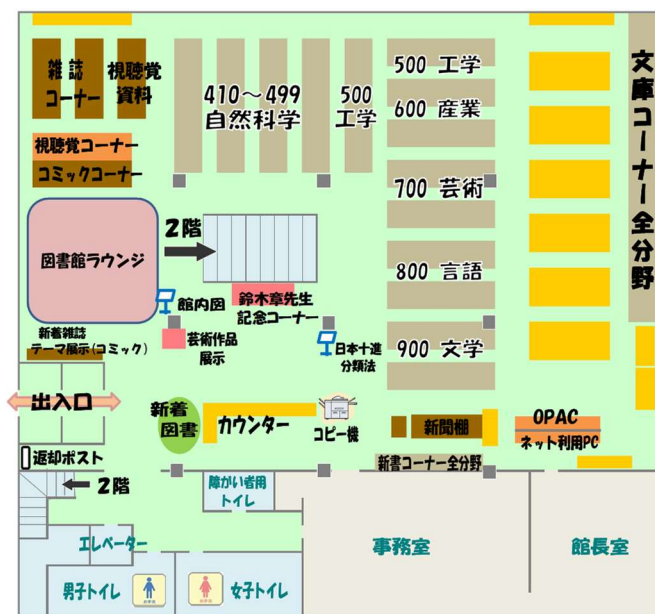 雑誌
コーナー
視聴覚
資料
410～499
自然科学
500
工学
500 工学
600 産業
文庫コーナー全分野
視聴覚コーナー
コミックコーナー
700 芸術
図書館ラウンジ
2階
800 言語
館内図
鈴木章先生
記念コーナー
新着雑誌
テーマ展示(コミック)
芸術作品
展示
日本十進
分類法
900 文学
出入口
新着
図書
カウンター
コピー機
新聞棚
OPAC
ネット利用PC
返却ポスト
新書コーナー全分野
2階
障がい者用
トイレ
エレベーター
事務室
館長室
男子トイレ
女子トイレ